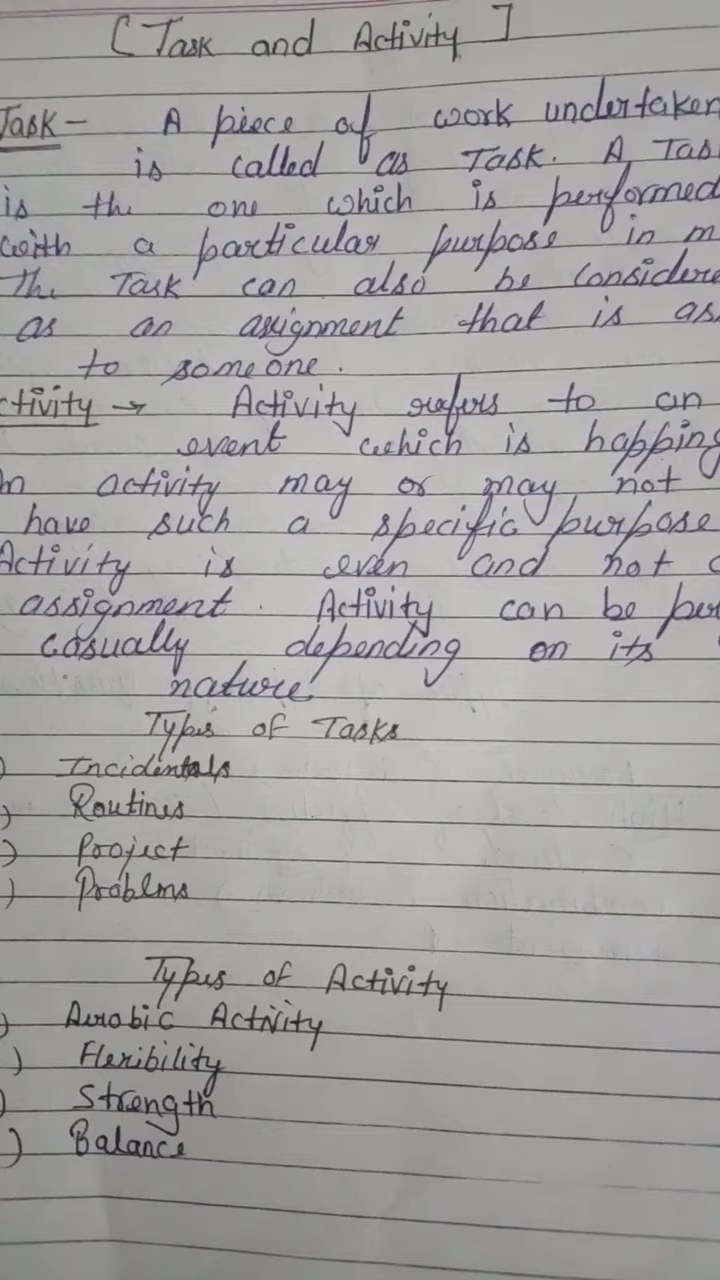 [Task and Activity]
Task - A piece of work undertaken
is called as Task. A Tas
is the one which is performed
with a particular purpose in m
The Task can also be considere
as an assignment that is as
to someone.
ctivity → Activity refers to an
event which is happing
n activity may or may not
have such a specific purpose
Activity is even and not
assignment. Activity can be per
casually depending on its
nature
Types of Tasks
) Incidentals
) Routines
) Project
) Problms
Types of Activity
) Aerobic Activity
) Flexibility
) Strength
) Balance